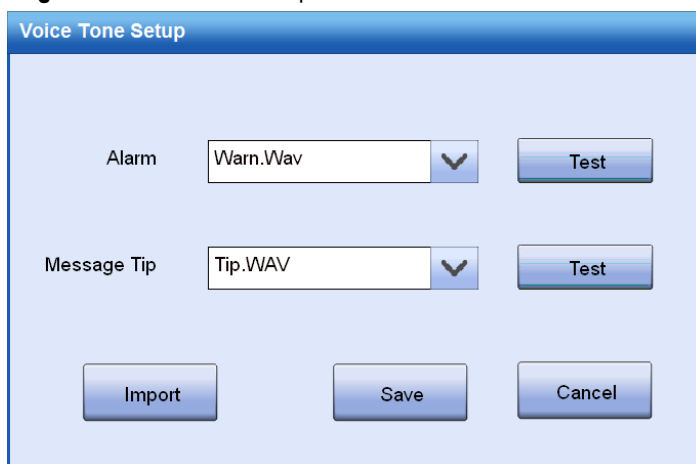 Voice Tone Setup
Alarm Warn.Wav Test
Message Tip Tip.WAV Test
Import Save Cancel